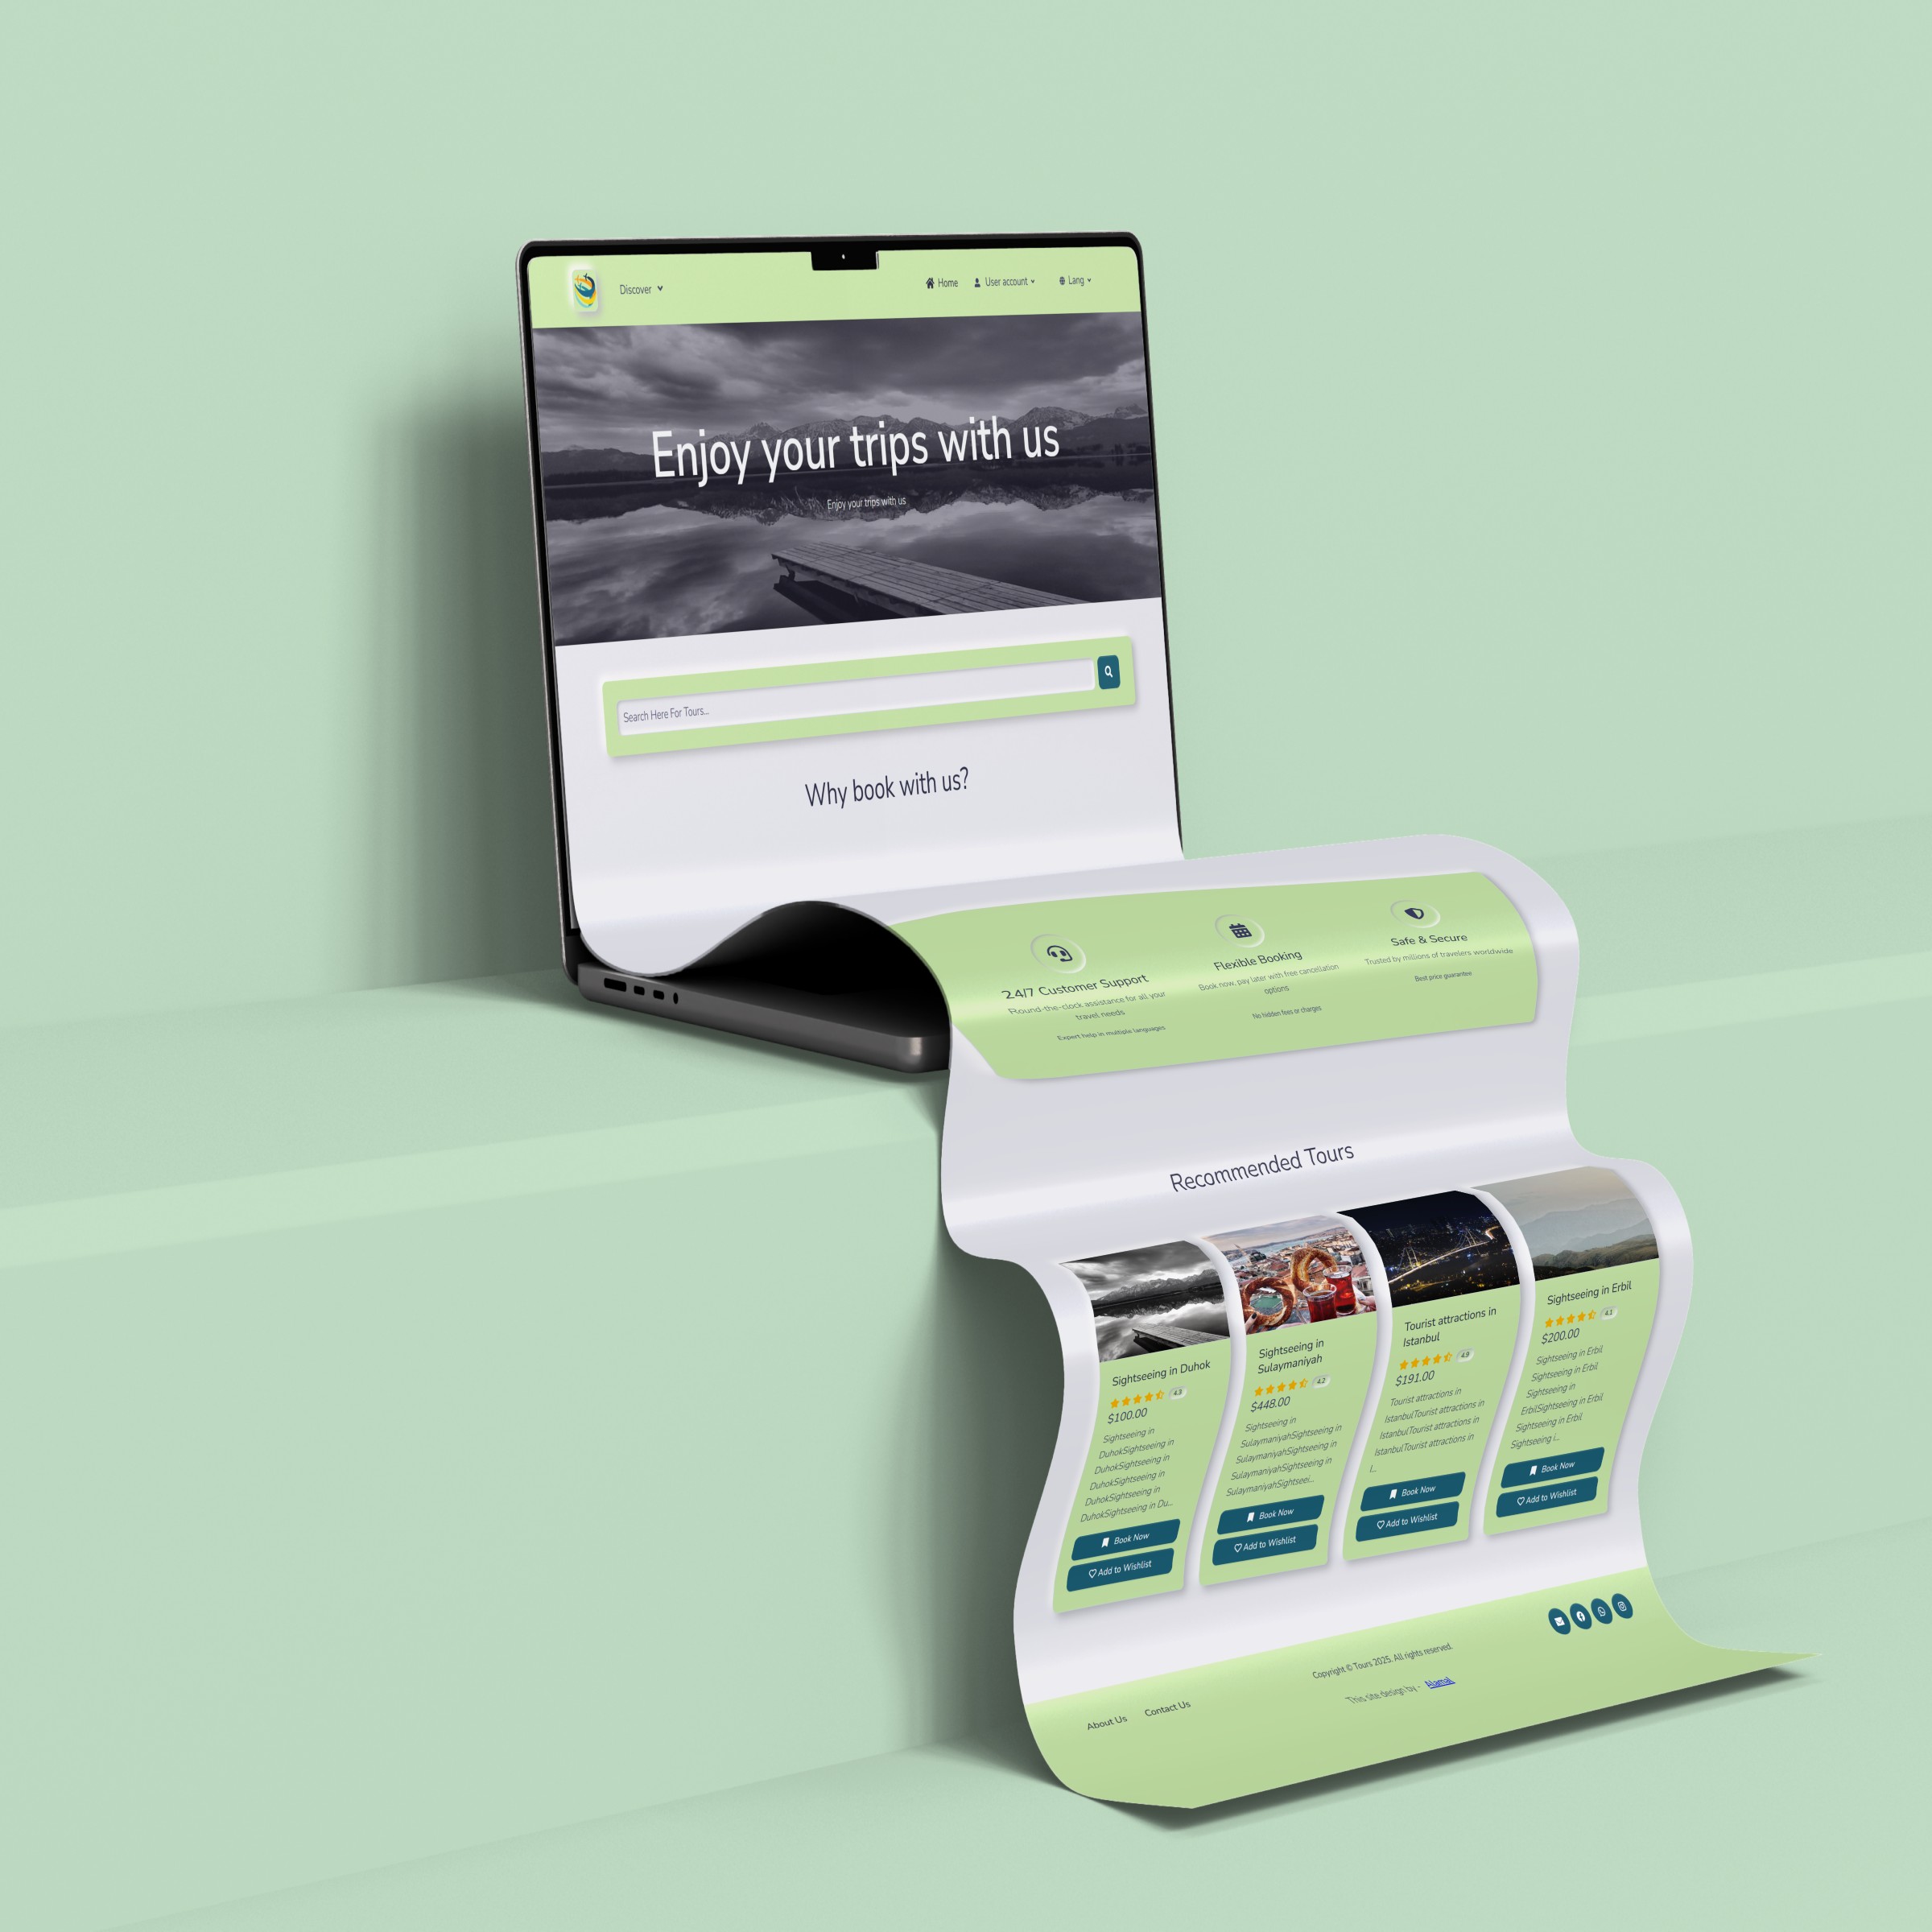 Discover
Home
User account
Lang
Enjoy your trips with us
Enjoy your trips with us
Search Here For Tours...
Why book with us?
24/7 Customer Support
Round-the-clock assistance for all your
travel needs
Expert help in multiple languages
Flexible Booking
Book now, pay later with free cancellation
options
No hidden fees or charges
Safe & Secure
Trusted by millions of travelers worldwide
Best price guarantee
Recommended Tours
Sightseeing in Duhok
4.3
$100.00
Sightseeing in
DuhokSightseeing in
DuhokSightseeing in
DuhokSightseeing in
DuhokSightseeing in
DuhokSightseeing in Du...
Book Now
Add to Wishlist
Sightseeing in
Sulaymaniyah
4.2
$448.00
Sightseeing in
SulaymaniyahSightseeing in
SulaymaniyahSightseeing in
SulaymaniyahSightseeing in
SulaymaniyahSightseei...
Book Now
Add to Wishlist
Tourist attractions in
Istanbul
$191.00
Tourist attractions in
IstanbulTourist attractions in
IstanbulTourist attractions in
IstanbulTourist attractions in
I...
Book Now
Add to Wishlist
Sightseeing in Erbil
4.1
$200.00
Sightseeing in Erbil
Sightseeing in Erbil
Sightseeing in
ErbilSightseeing in Erbil
Sightseeing in Erbil
Sightseeing i...
Book Now
Add to Wishlist
About Us
Contact Us
Copyright © Tours 2025. All rights reserved.
This site design by -